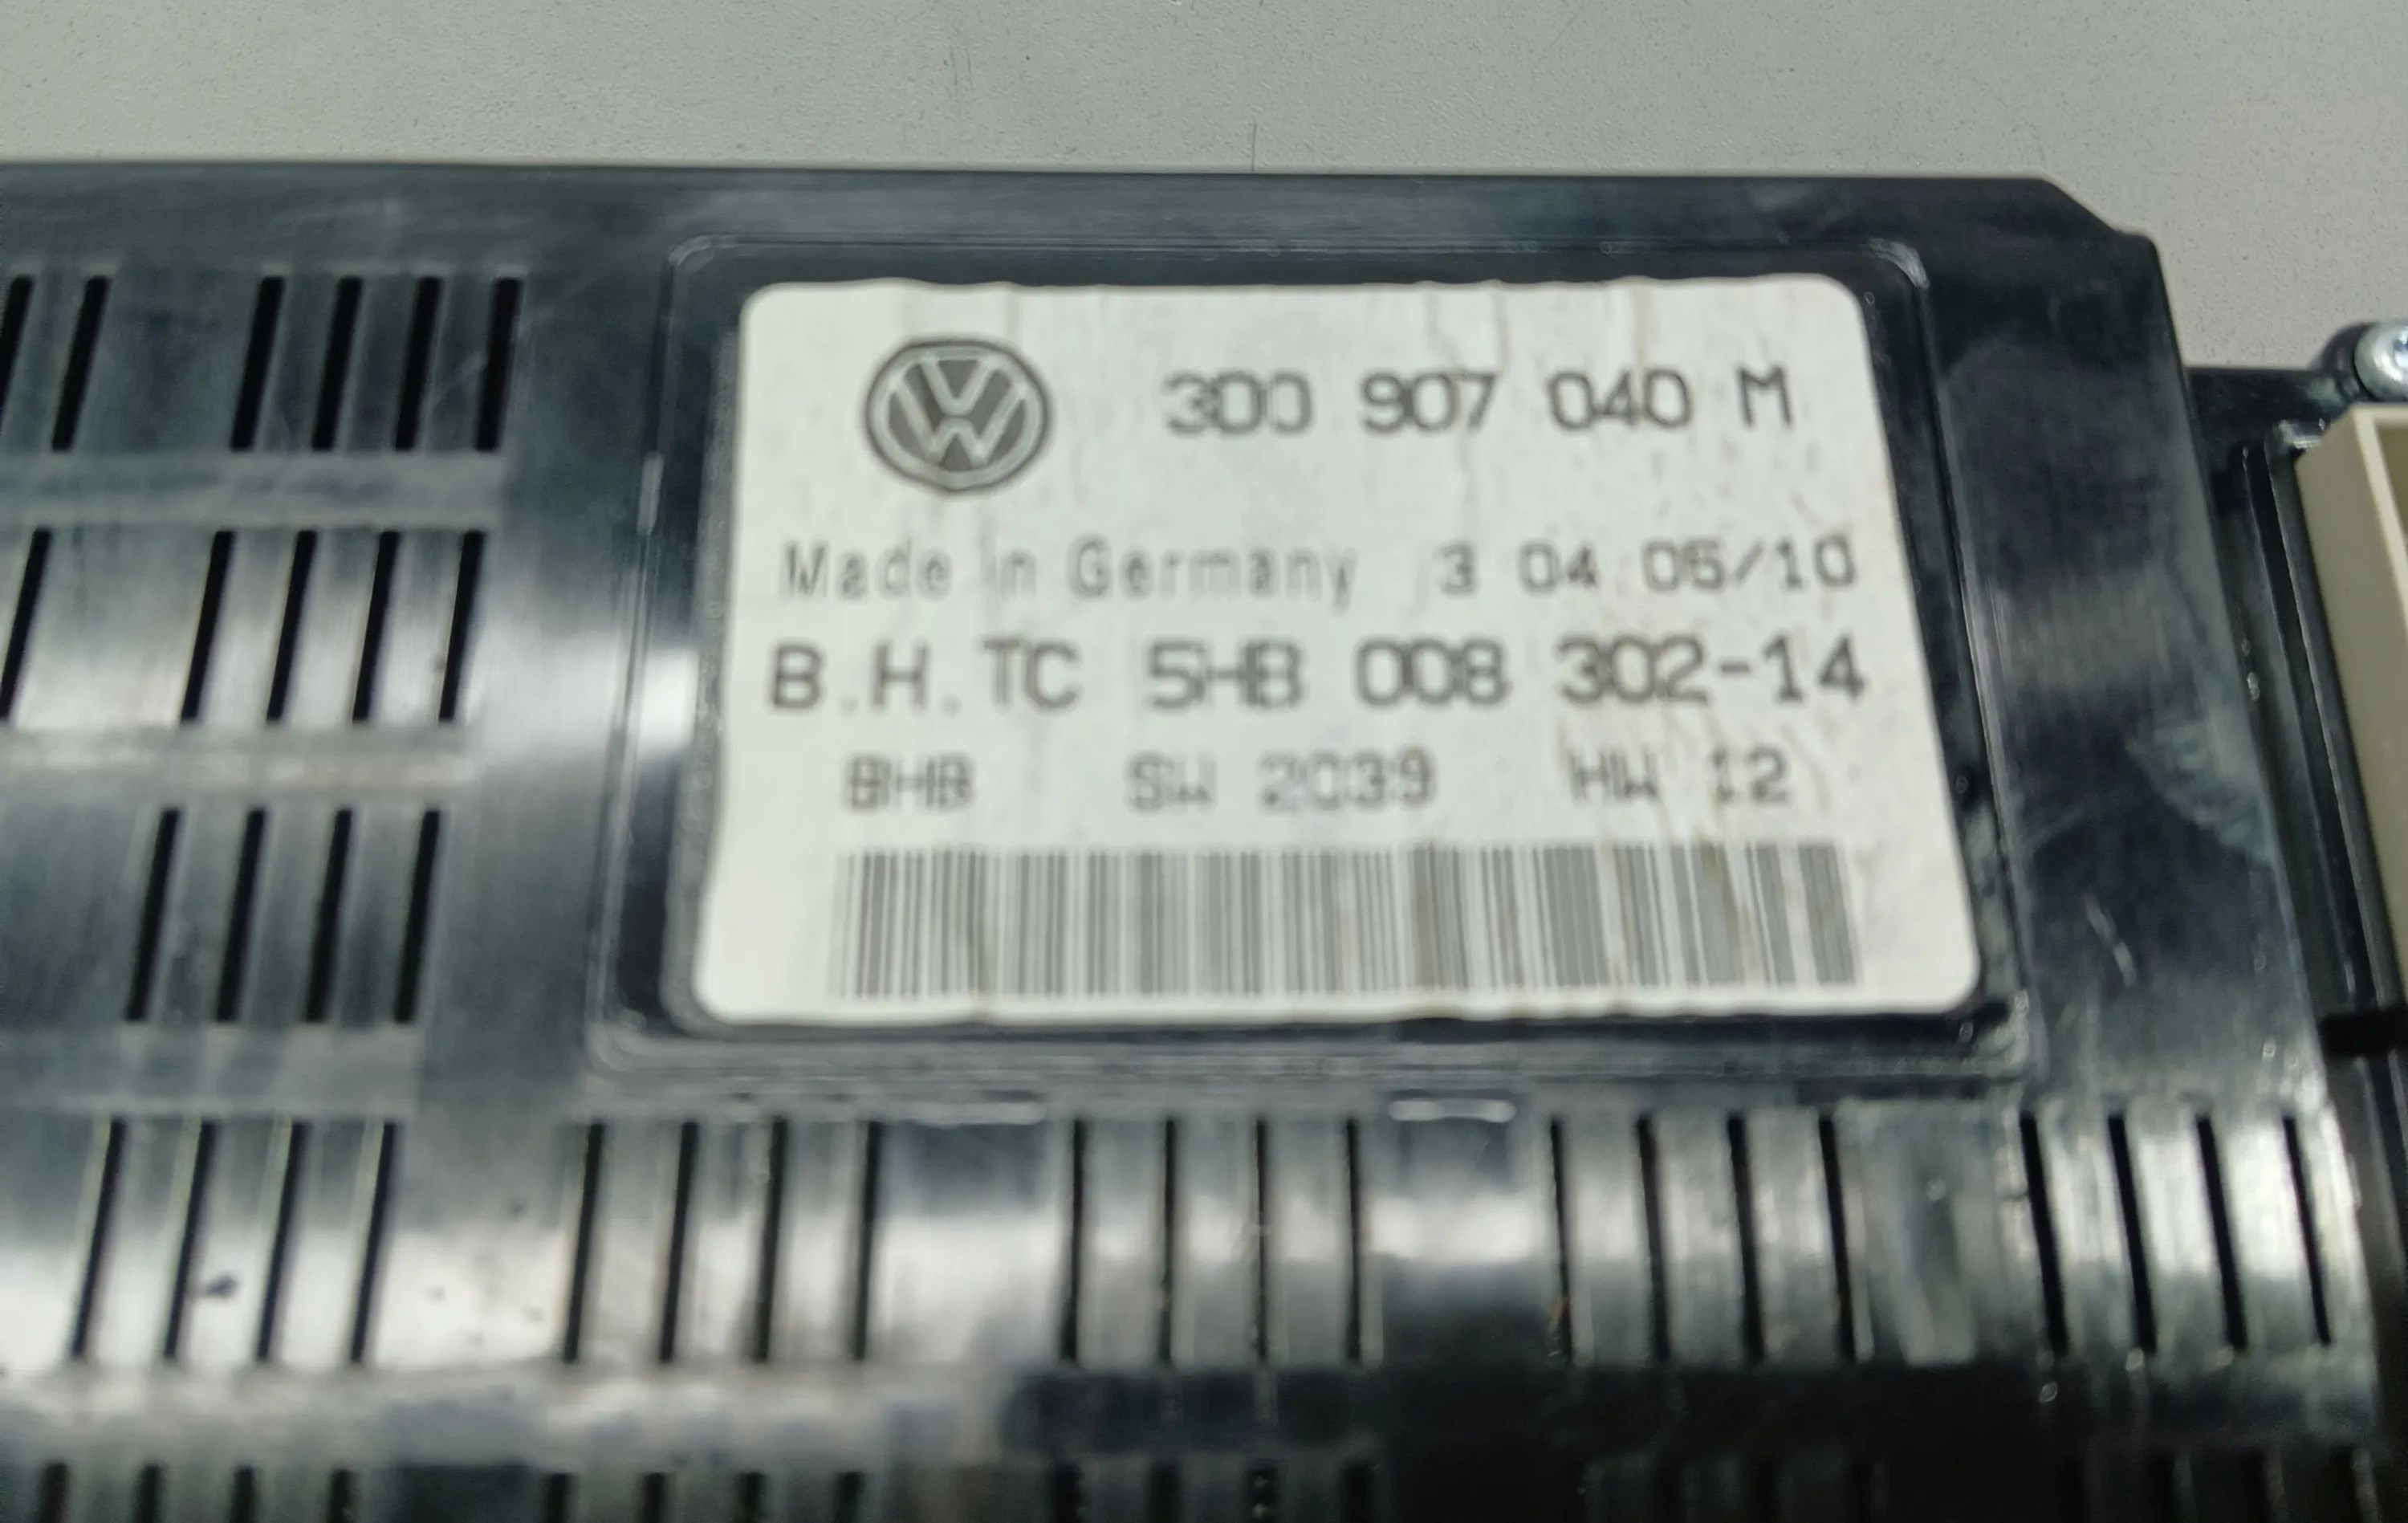 3D0 907 040 M
Made in Germany 3 04 05/10
B.H.TC 5HB 008 302-14
BHB SW 2039 HW 12